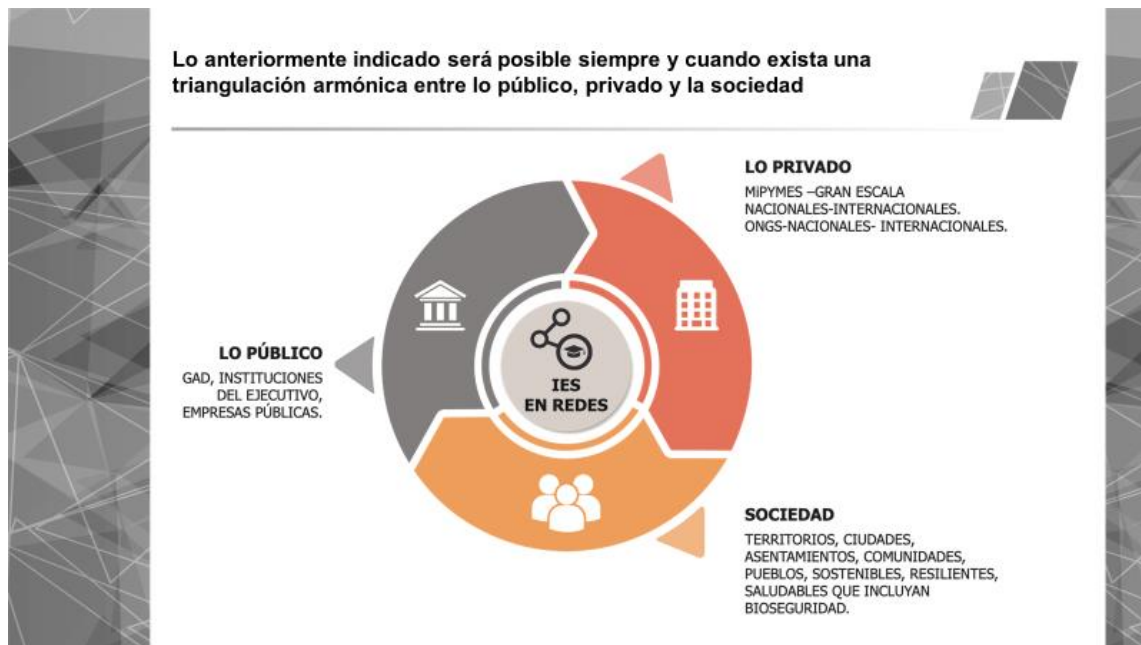 Lo anteriormente indicado será posible siempre y cuando exista una
triangulación armónica entre lo público, privado y la sociedad
LO PRIVADO
MiPYMES –GRAN ESCALA
NACIONALES-INTERNACIONALES.
ONGS-NACIONALES- INTERNACIONALES.
LO PÚBLICO
GAD, INSTITUCIONES
DEL EJECUTIVO,
EMPRESAS PÚBLICAS.
IES
EN REDES
SOCIEDAD
TERRITORIOS, CIUDADES,
ASENTAMIENTOS, COMUNIDADES,
PUEBLOS, SOSTENIBLES, RESILIENTES,
SALUDABLES QUE INCLUYAN
BIOSEGURIDAD.